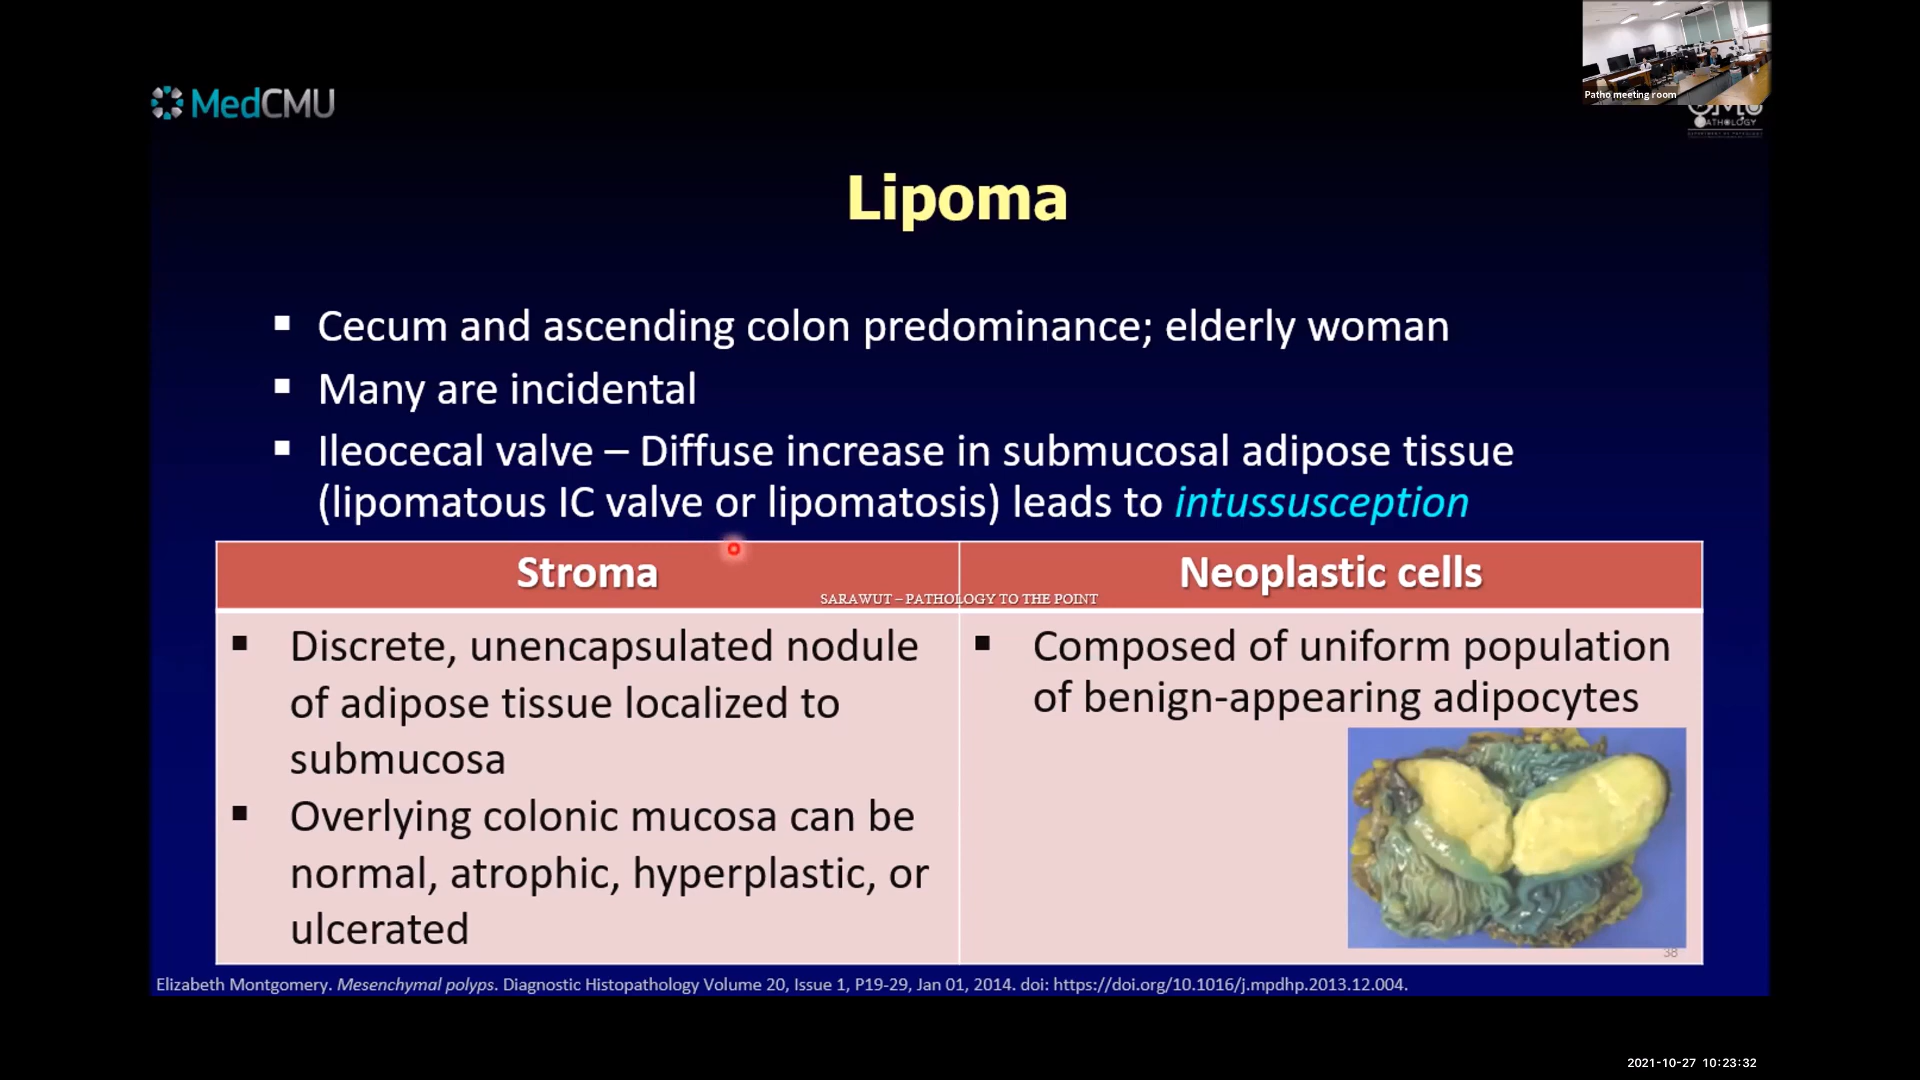 Patho meeting room
MedCMU
PATHOLOGY
Lipoma
▪ Cecum and ascending colon predominance; elderly woman
▪ Many are incidental
▪ Ileocecal valve – Diffuse increase in submucosal adipose tissue
(lipomatous IC valve or lipomatosis) leads to intussusception
Stroma
Neoplastic cells
SARAWUT – PATHOLOGY TO THE POINT
▪ Discrete, unencapsulated nodule
of adipose tissue localized to
submucosa
▪ Overlying colonic mucosa can be
normal, atrophic, hyperplastic, or
ulcerated
▪ Composed of uniform population
of benign-appearing adipocytes
38
Elizabeth Montgomery. Mesenchymal polyps. Diagnostic Histopathology Volume 20, Issue 1, P19-29, Jan 01, 2014. doi: https://doi.org/10.1016/j.mpdhp.2013.12.004.
2021-10-27 10:23:32